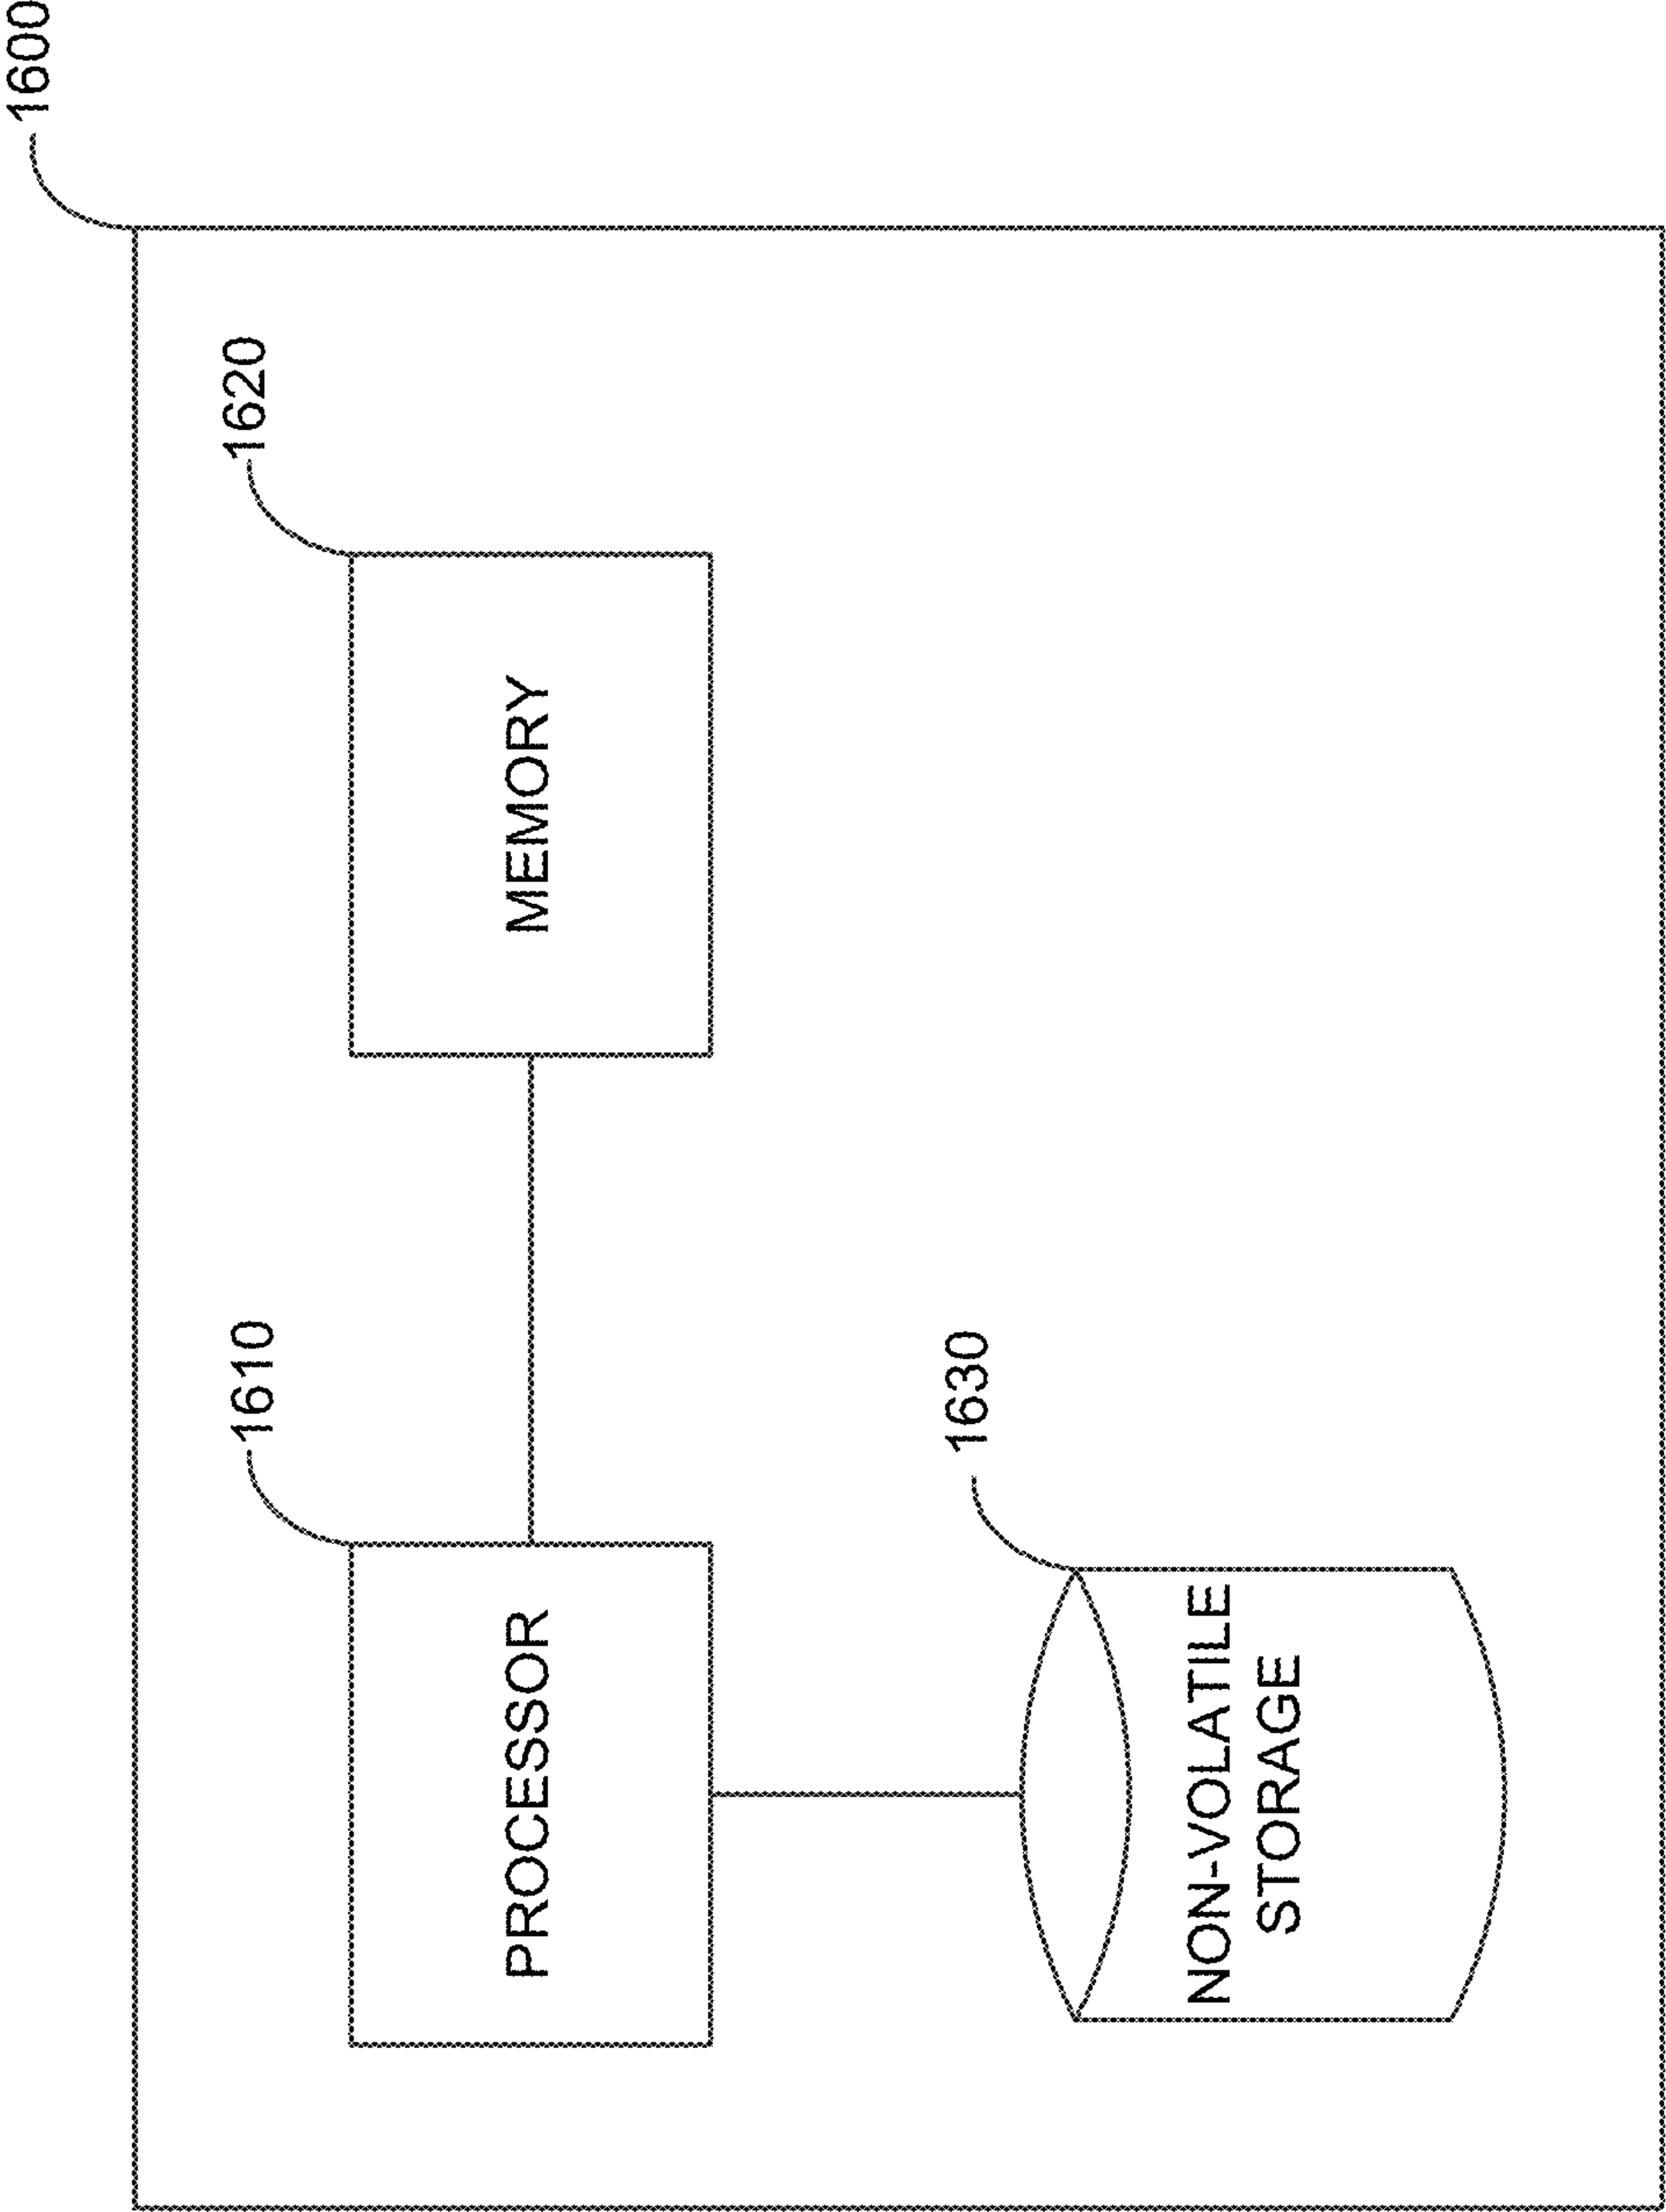 1600
1610
1620
PROCESSOR
MEMORY
1630
NON-VOLATILE
STORAGE